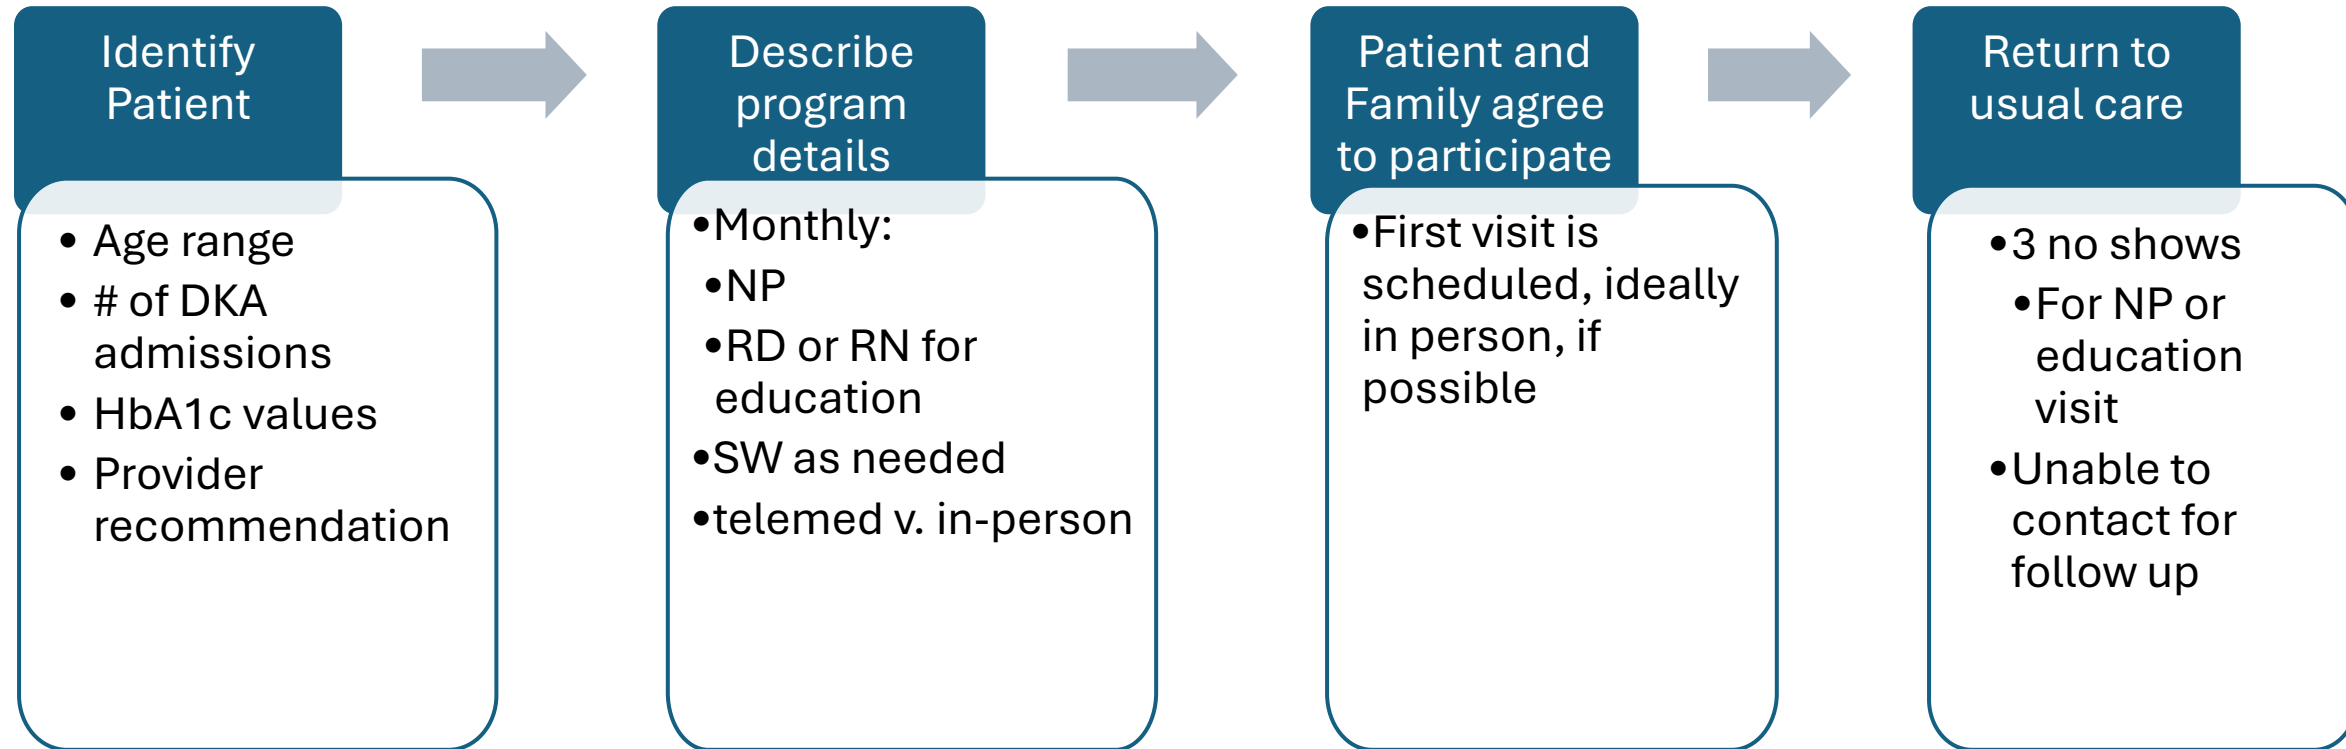 Identify
Patient
• Age range
• # of DKA
admissions
• HbA1c values
• Provider
recommendation
Describe
program
details
•Monthly:
•NP
•RD or RN for
education
•SW as needed
•telemed v. in-person
Patient and
Family agree
to participate
•First visit is
scheduled, ideally
in person, if
possible
Return to
usual care
•3 no shows
•For NP or
education
visit
•Unable to
contact for
follow up